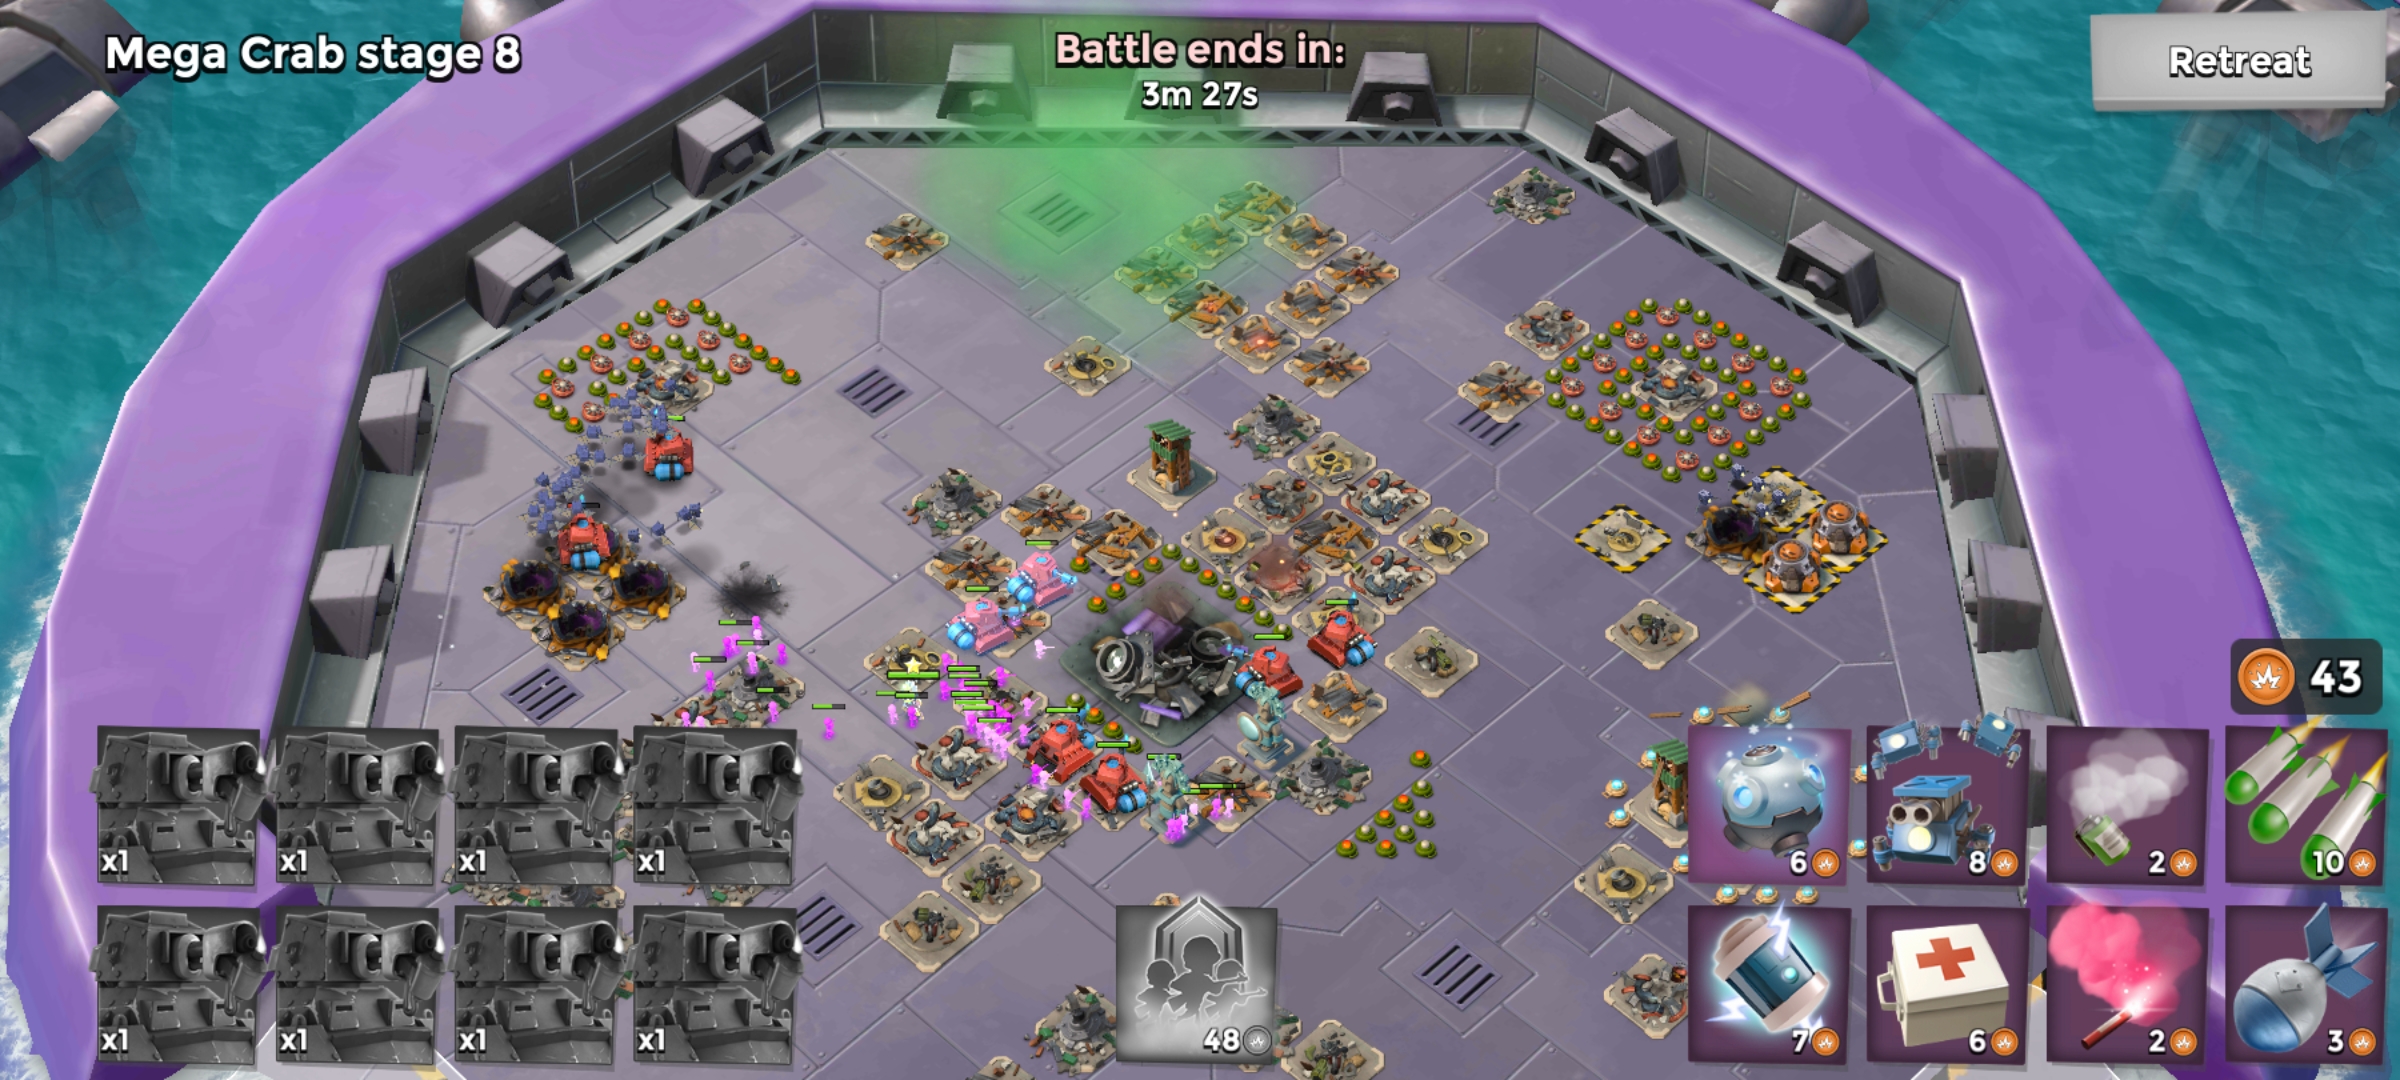 Mega Crab stage 8
Battle ends in:
3m 27s
Retreat
43
x1 x1 x1 x1
6 8 2 10
x1 x1 x1 x1
48
7 6 2 3